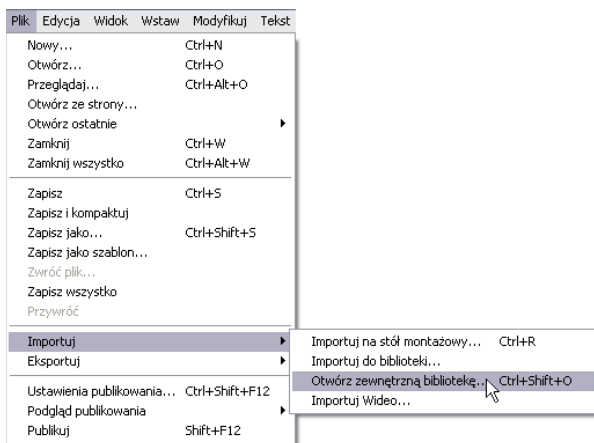 Plik Edycja Widok Wstaw Modyfikuj Tekst
Nowy... Ctrl+N
Otwórz... Ctrl+O
Przeglądaj... Ctrl+Alt+O
Otwórz ze strony...
Otwórz ostatnie
Zamknij Ctrl+W
Zamknij wszystko Ctrl+Alt+W
Zapisz Ctrl+S
Zapisz i kompaktuj
Zapisz jako... Ctrl+Shift+S
Zapisz jako szablon...
Zwróć plik...
Zapisz wszystko
Przywróć
Importuj
Eksportuj
Ustawienia publikowania... Ctrl+Shift+F12
Podgląd publikowania
Publikuj Shift+F12
Importuj na stół montażowy... Ctrl+R
Importuj do biblioteki...
Otwórz zewnętrzną bibliotekę... Ctrl+Shift+O
Importuj Wideo...